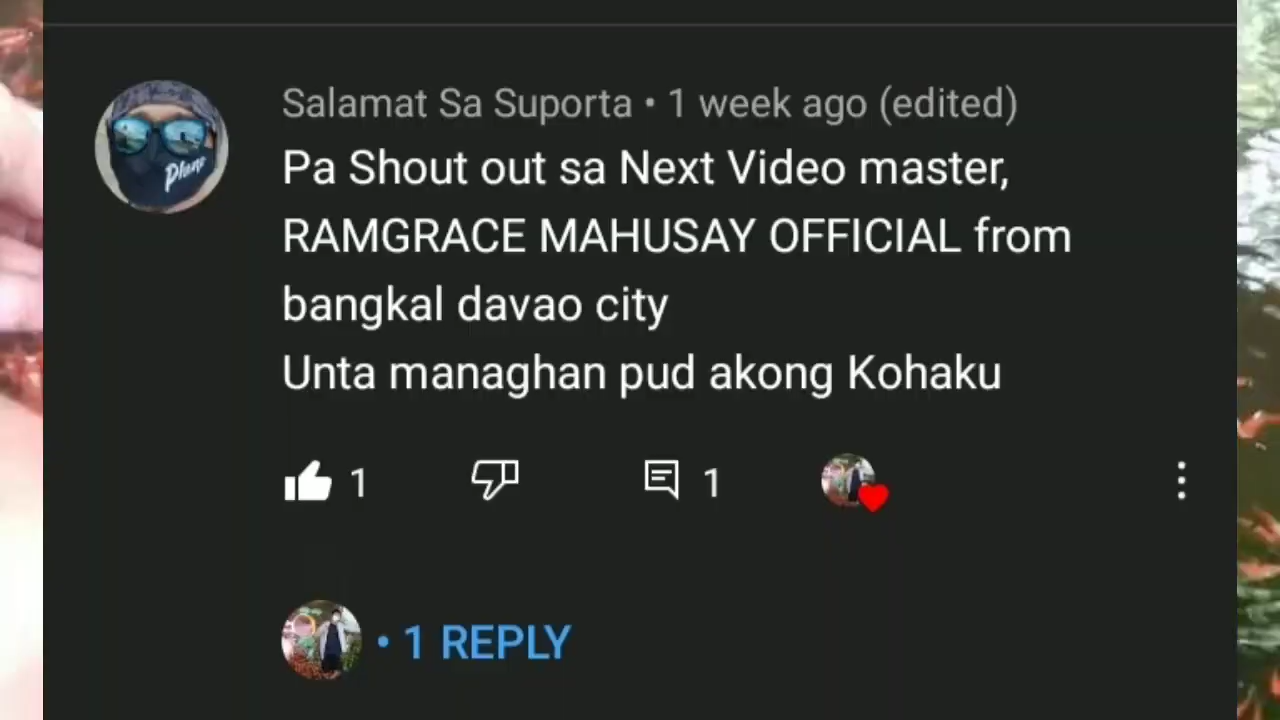 Salamat Sa Suporta • 1 week ago (edited)
Pa Shout out sa Next Video master,
RAMGRACE MAHUSAY OFFICIAL from
bangkal davao city
Unta managhan pud akong Kohaku
1
1
• 1 REPLY
Plano